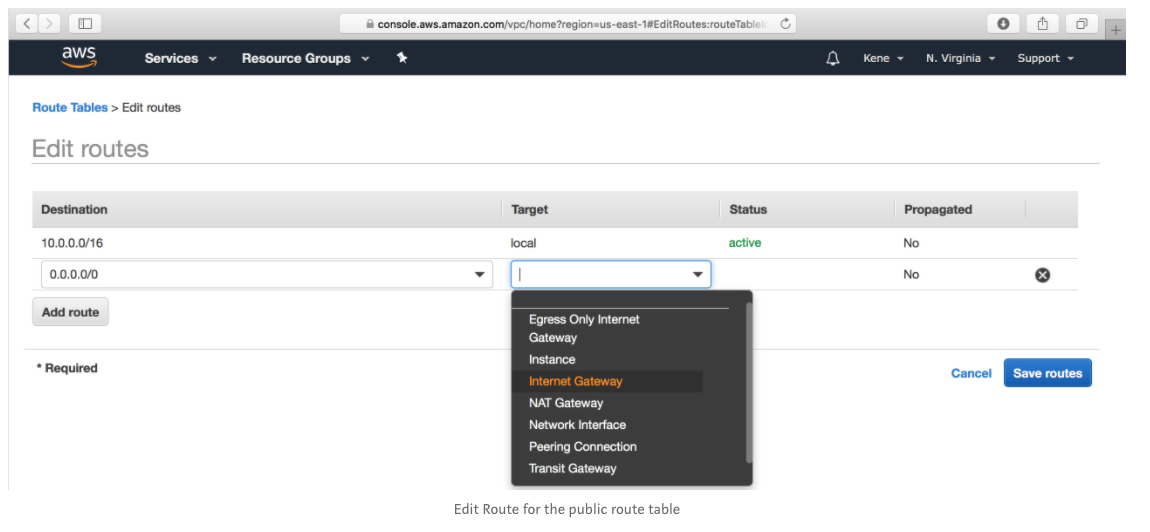 console.aws.amazon.com/vpc/home?region=us-east-1#EditRoutes:routeTableId
aws Services Resource Groups Kene N. Virginia Support
Route Tables > Edit routes
Edit routes
Destination Target Status Propagated
10.0.0.0/16 local active No
0.0.0.0/0 No
Add route
Egress Only Internet
Gateway
Instance
Internet Gateway
NAT Gateway
Network Interface
Peering Connection
Transit Gateway
* Required
Cancel Save routes
Edit Route for the public route table